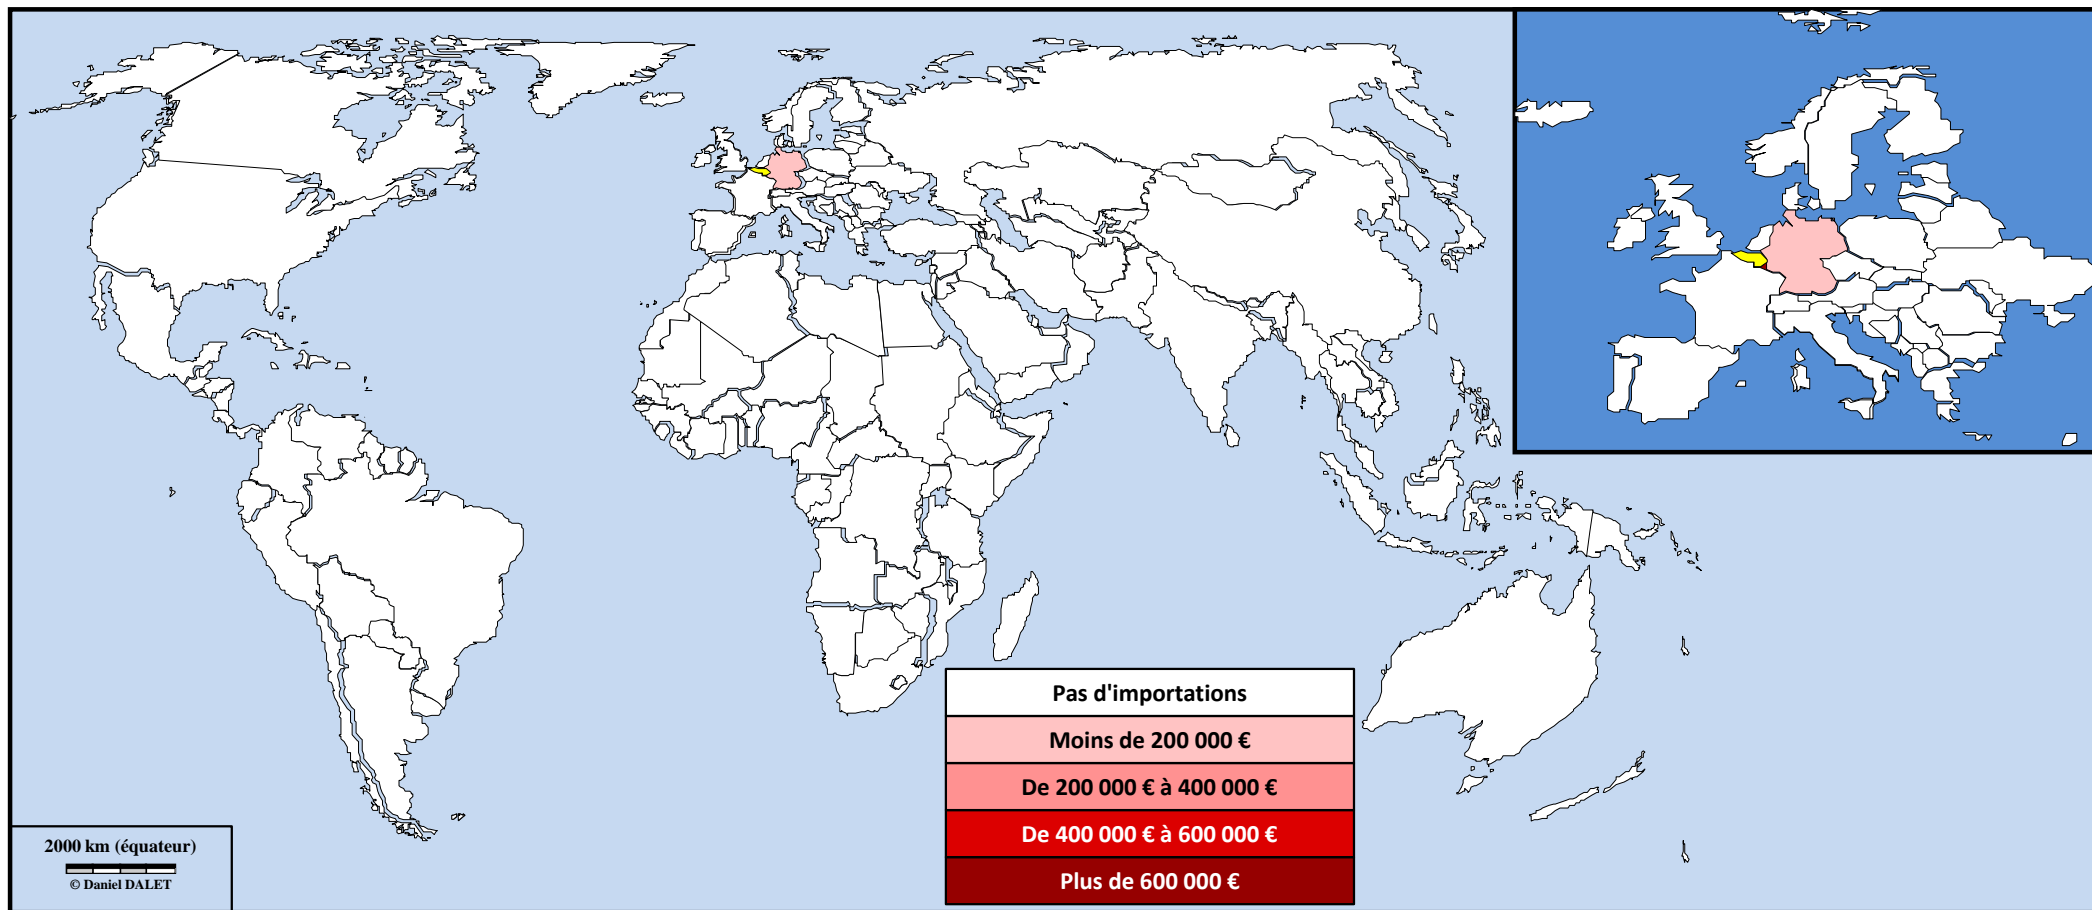 Pas d'importations
Moins de 200 000 €
De 200 000 € à 400 000 €
De 400 000 € à 600 000 €
Plus de 600 000 €
2000 km (équateur)
© Daniel DALET